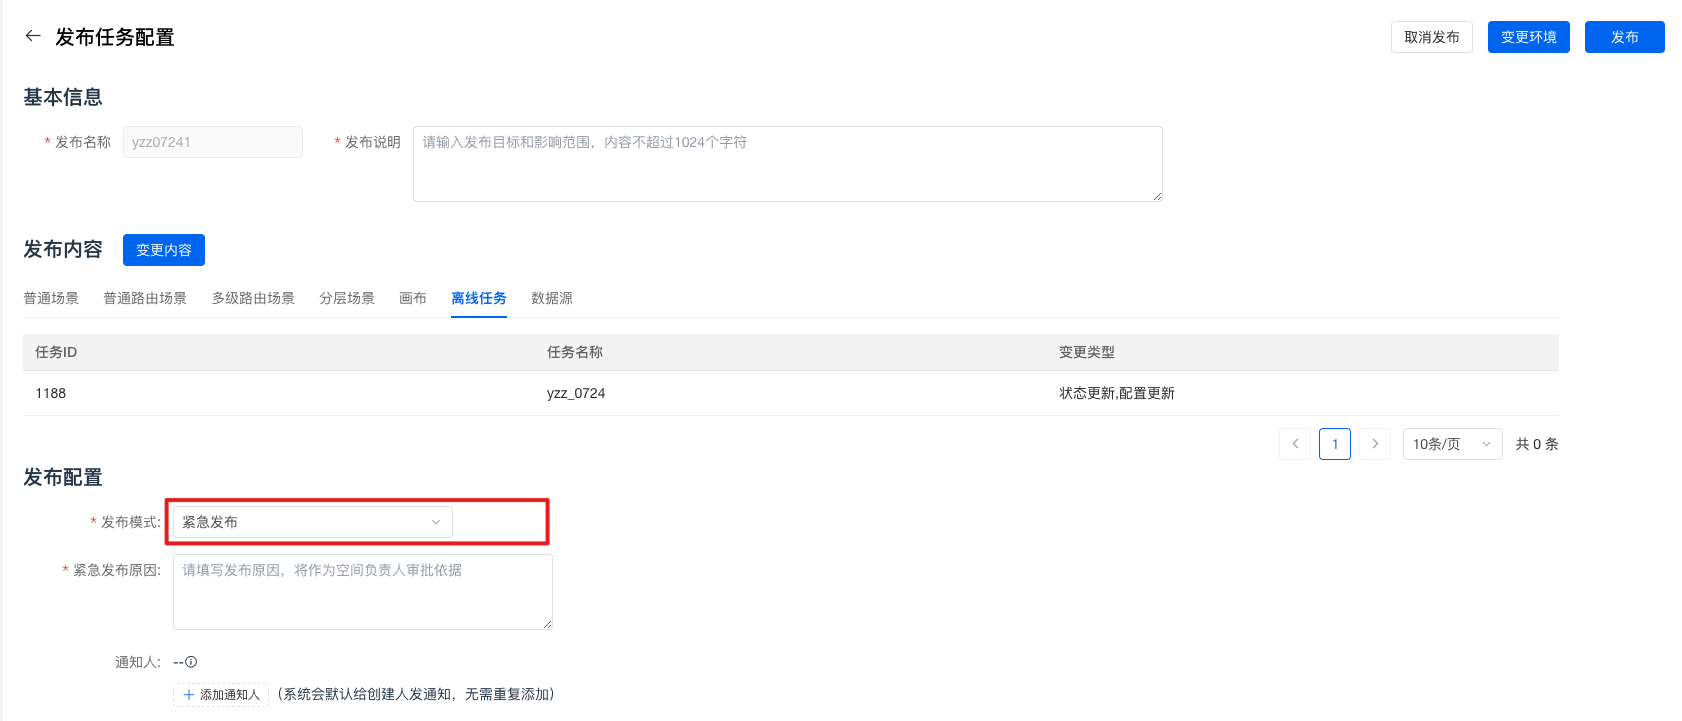 发布任务配置
取消发布
变更环境
发布
基本信息
* 发布名称 yzz07241
* 发布说明 请输入发布目标和影响范围，内容不超过1024个字符
发布内容
变更内容
普通场景 普通路由场景 多级路由场景 分层场景 画布 离线任务 数据源
任务ID 任务名称 变更类型
1188 yzz_0724 状态更新,配置更新
1 10条/页 共 0 条
发布配置
* 发布模式: 紧急发布
* 紧急发布原因: 请填写发布原因，将作为空间负责人审批依据
通知人: --
+ 添加通知人 (系统会默认给创建人发通知，无需重复添加)